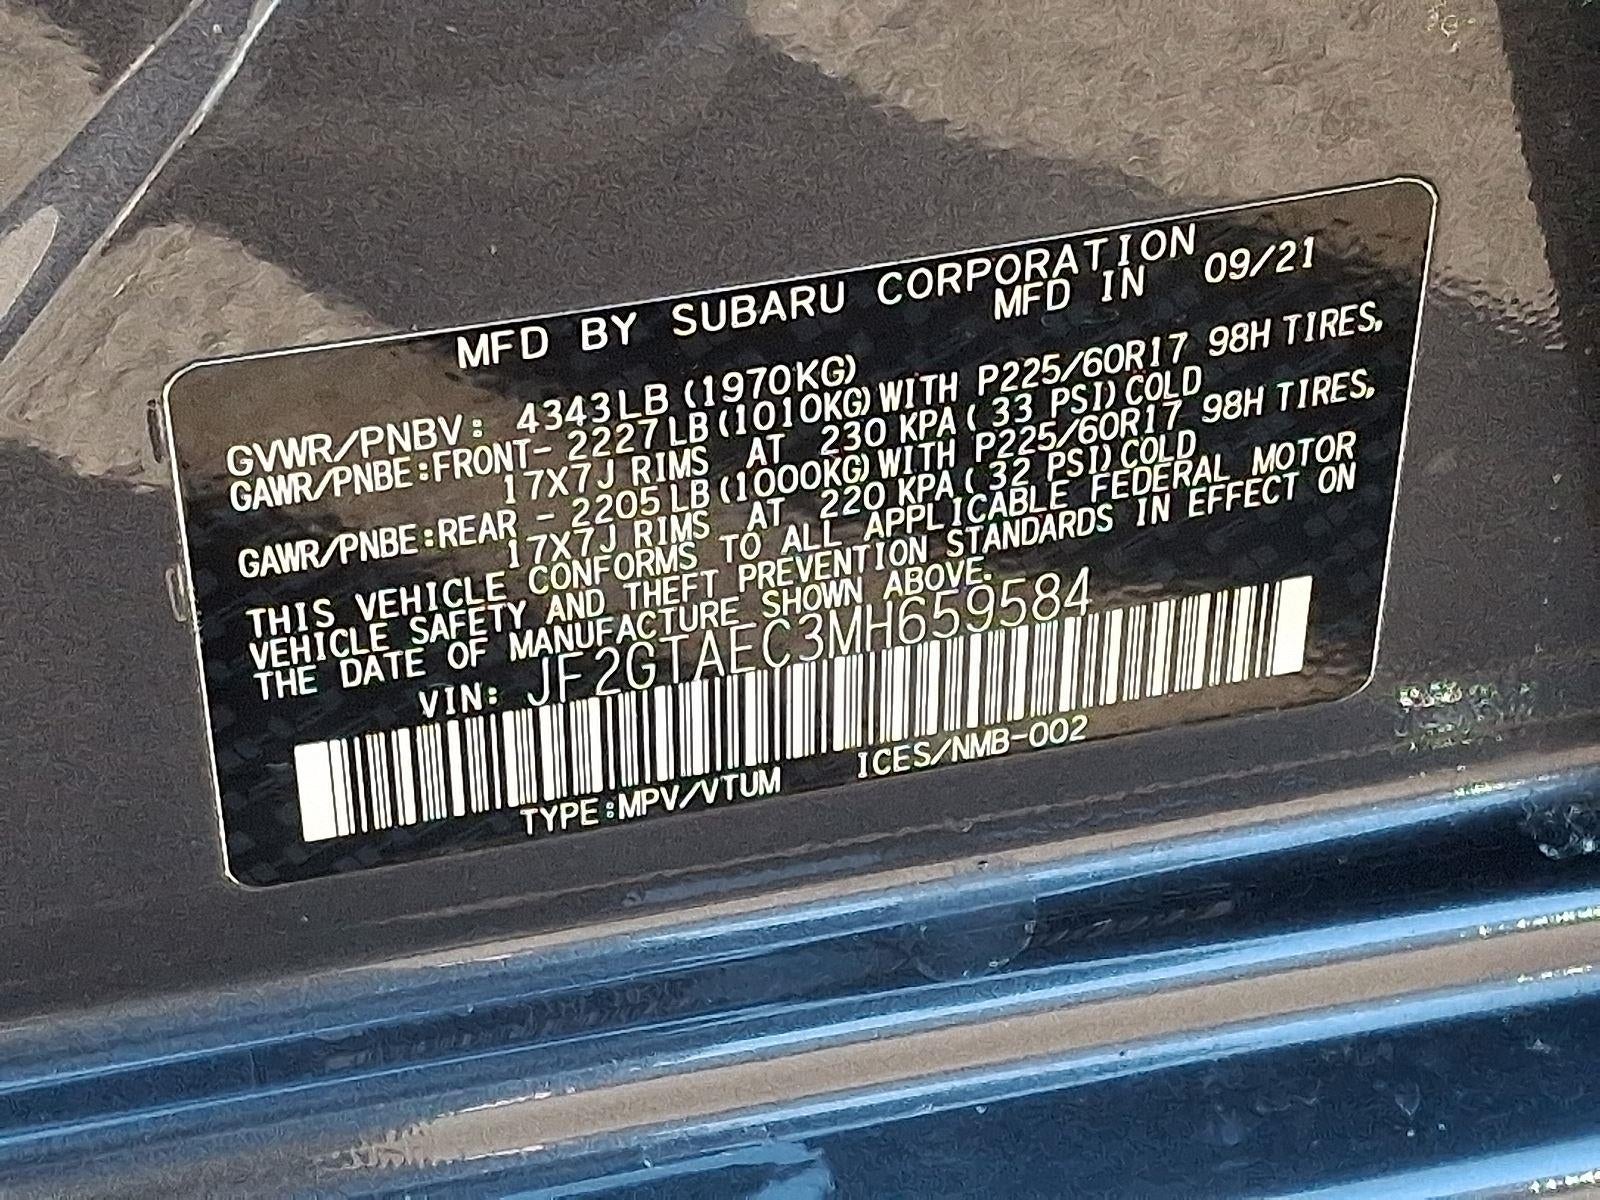 MFD BY SUBARU CORPORATION
MFD IN 09/21
GVWR/PNBV: 4343LB (1970KG)
GAWR/PNBE:FRONT- 2227LB(1010KG)WITH P225/60R17 98H TIRES,
17X7J RIMS AT 230 KPA( 33 PSI)COLD
GAWR/PNBE:REAR - 2205LB(1000KG)WITH P225/60R17 98H TIRES,
17X7J RIMS AT 220 KPA( 32 PSI)COLD
THIS VEHICLE CONFORMS TO ALL APPLICABLE FEDERAL MOTOR
VEHICLE SAFETY AND THEFT PREVENTION STANDARDS IN EFFECT ON
THE DATE OF MANUFACTURE SHOWN ABOVE.
VIN: JF2GTAEC3MH659584
TYPE:MPV/VTUM ICES/NMB-002